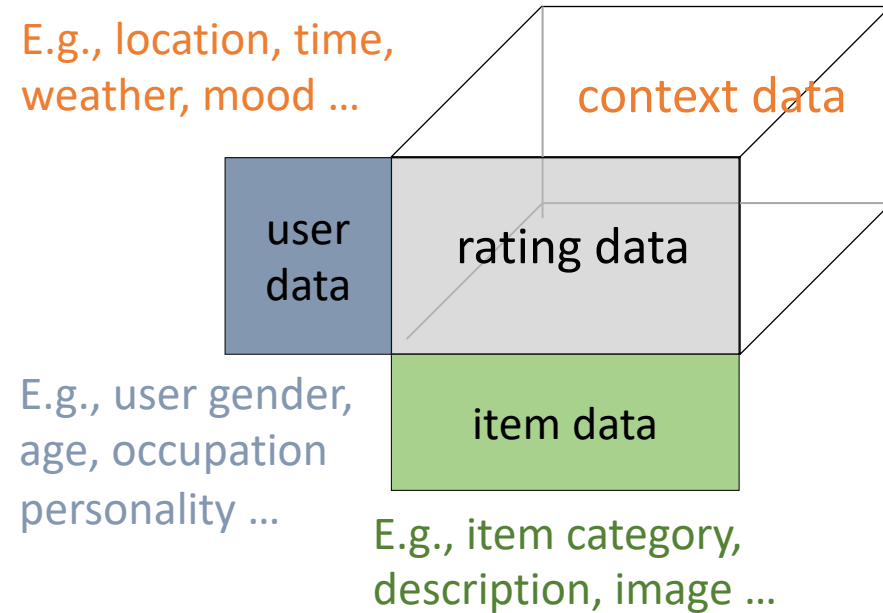 E.g., location, time,
weather, mood ...
context data
user
data
rating data
E.g., user gender,
age, occupation
personality ...
item data
E.g., item category,
description, image ...